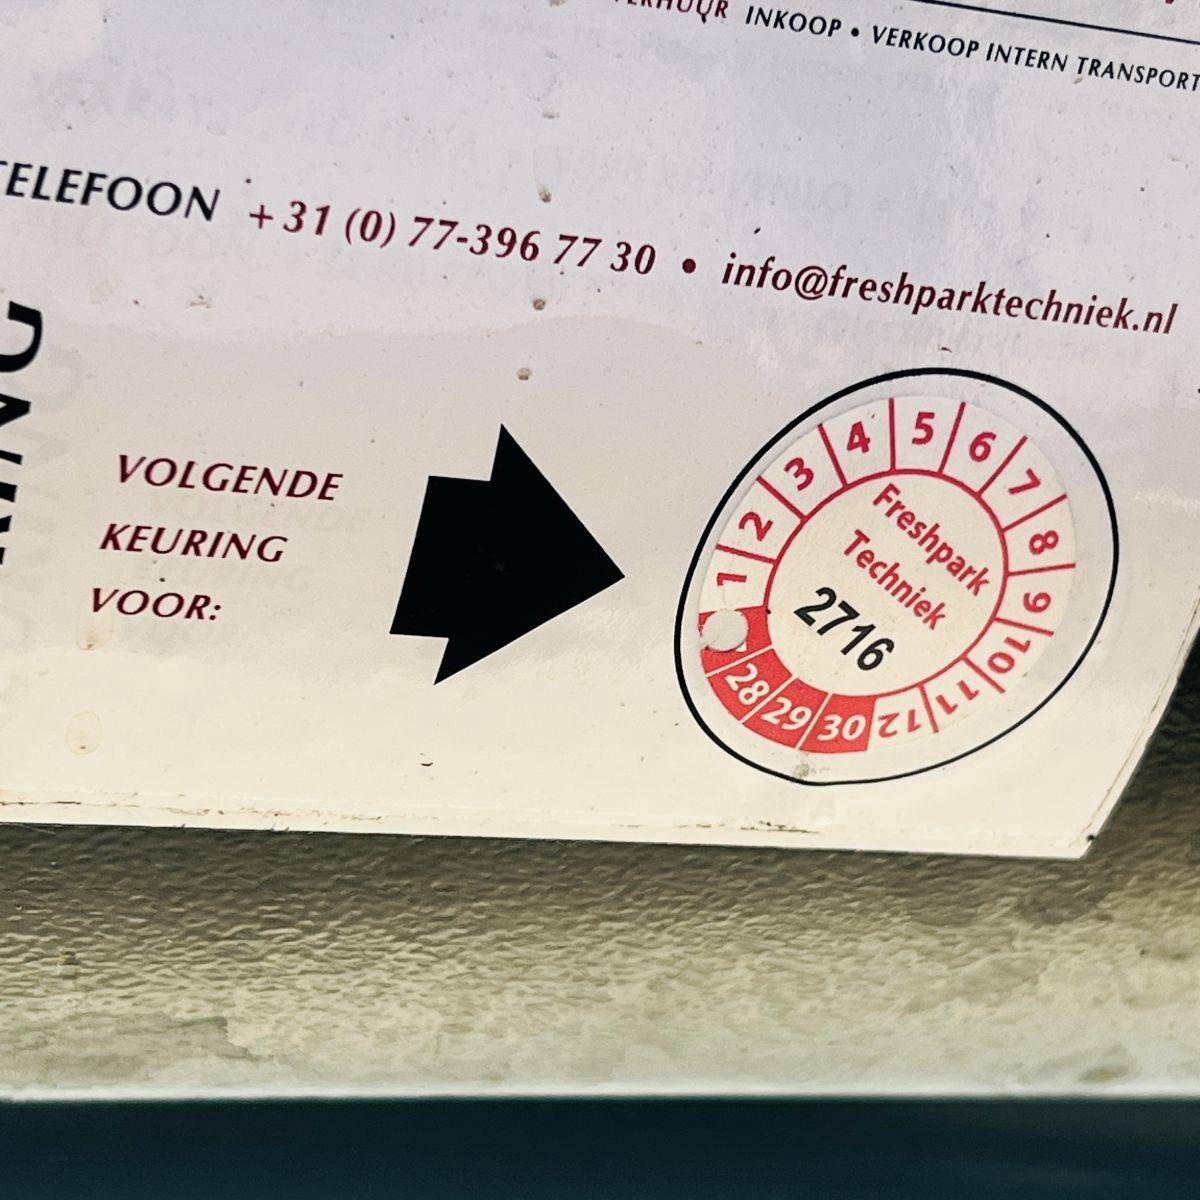 INKOOP • VERKOOP INTERN TRANSPORT
TELEFOON +31 (0) 77-396 77 30 • info@freshparktechniek.nl
VOLGENDE
KEURING
VOOR:
1 2 3 4 5 6 7 8 9 10 11 12
28 29 30
Freshpark
Techniek
2716